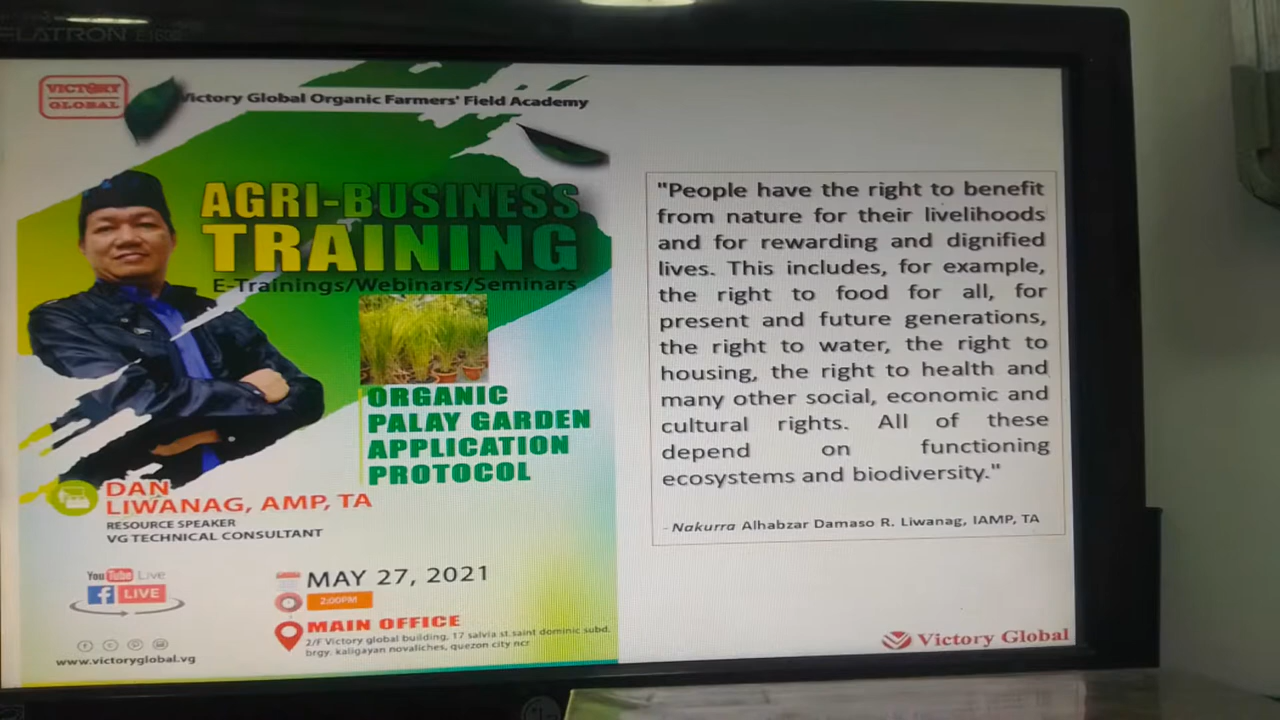 FLATRON E1609
VICTORY
GLOBAL
Victory Global Organic Farmers' Field Academy
AGRI-BUSINESS
TRAINING
E-Trainings/Webinars/Seminars
ORGANIC
PALAY GARDEN
APPLICATION
PROTOCOL
DAN
LIWANAG, AMP, TA
RESOURCE SPEAKER
VG TECHNICAL CONSULTANT
YouTube Live
f LIVE
MAY 27, 2021
2:00PM
MAIN OFFICE
2/F Victory global building, 17 salvia st.saint dominic subd.
brgy. kaligayan novaliches, quezon city ncr
www.victoryglobal.vg
"People have the right to benefit
from nature for their livelihoods
and for rewarding and dignified
lives. This includes, for example,
the right to food for all, for
present and future generations,
the right to water, the right to
housing, the right to health and
many other social, economic and
cultural rights. All of these
depend on functioning
ecosystems and biodiversity."
- Nakurra Alhabzar Damaso R. Liwanag, IAMP, TA
Victory Global